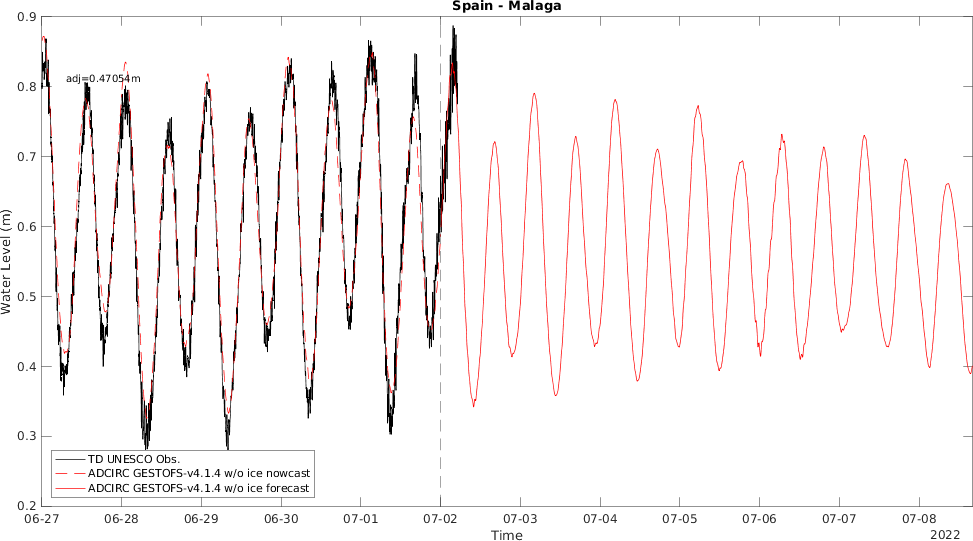 Spain - Malaga
0.9
adj=0.47054m
0.8
0.7
0.6
Water Level (m)
0.5
0.4
0.3
TD UNESCO Obs.
ADCIRC GESTOFS-v4.1.4 w/o ice nowcast
ADCIRC GESTOFS-v4.1.4 w/o ice forecast
0.2
06-27 06-28 06-29 06-30 07-01 07-02 07-03 07-04 07-05 07-06 07-07 07-08
Time 2022